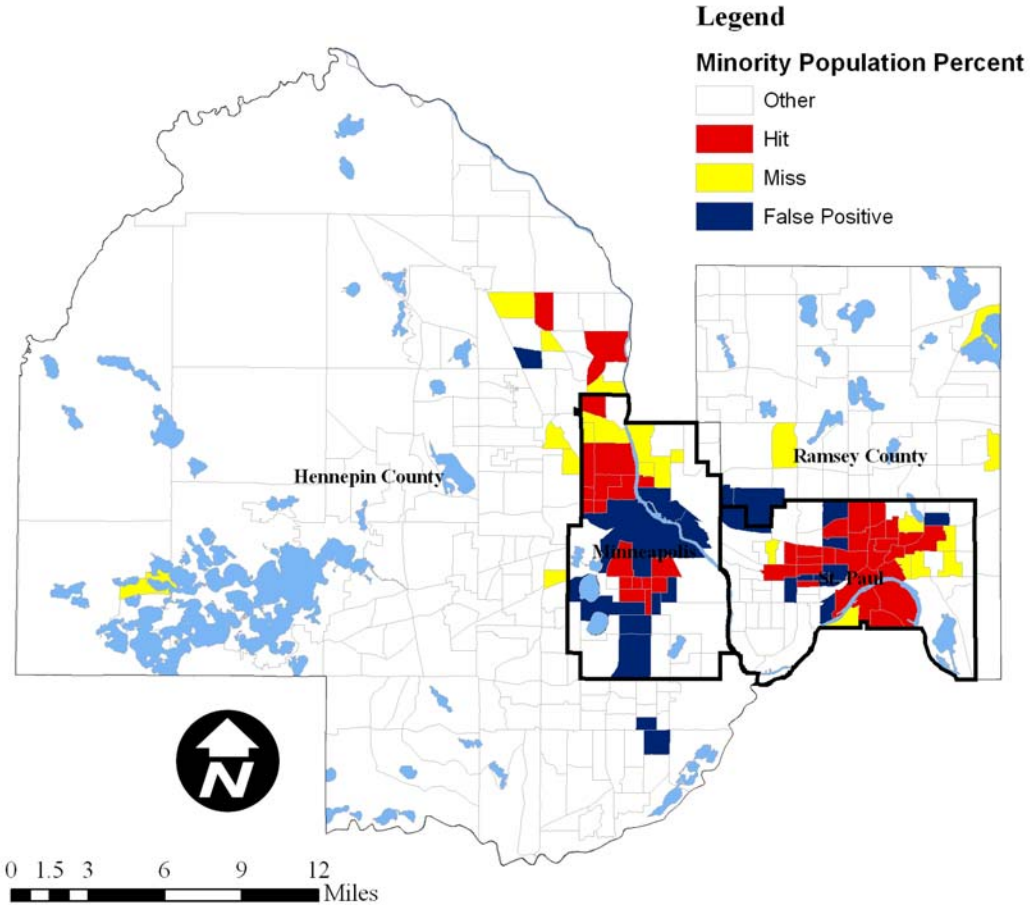 Legend
Minority Population Percent
Other
Hit
Miss
False Positive
Hennepin County
Ramsey County
Minneapolis
St. Paul
N
0 1.5 3 6 9 12
Miles